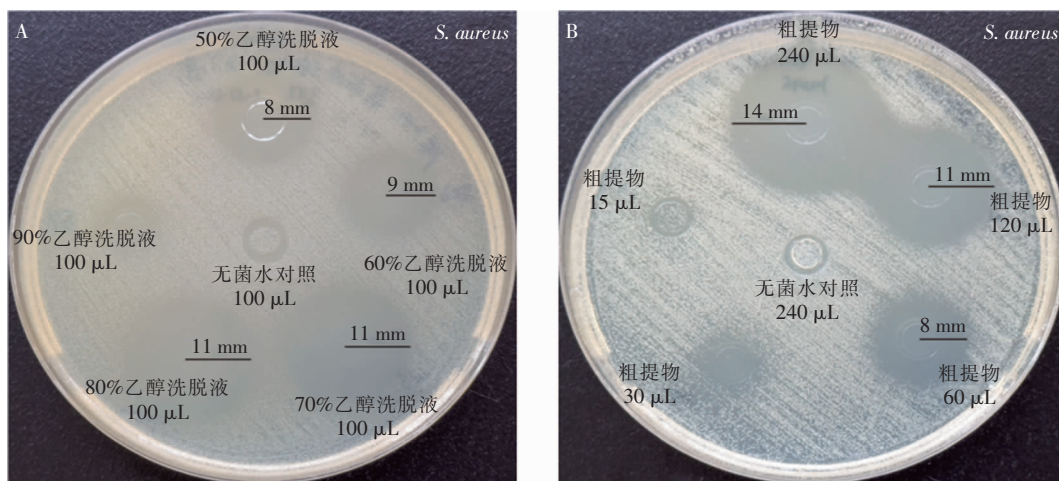 A
S. aureus
50%乙醇洗脱液
100 μL
8 mm
9 mm
90%乙醇洗脱液
100 μL
60%乙醇洗脱液
100 μL
无菌水对照
100 μL
11 mm
11 mm
80%乙醇洗脱液
100 μL
70%乙醇洗脱液
100 μL
B
S. aureus
粗提物
240 μL
14 mm
11 mm
粗提物
15 μL
粗提物
120 μL
无菌水对照
240 μL
8 mm
粗提物
30 μL
粗提物
60 μL